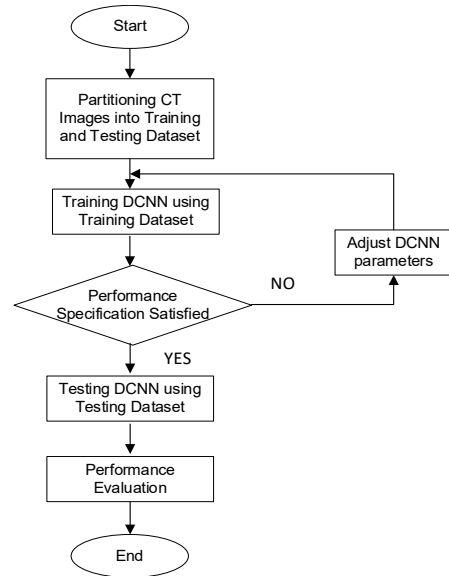 Start
Partitioning CT
Images into Training
and Testing Dataset
Training DCNN using
Training Dataset
Adjust DCNN
parameters
Performance
Specification Satisfied
NO
YES
Testing DCNN using
Testing Dataset
Performance
Evaluation
End